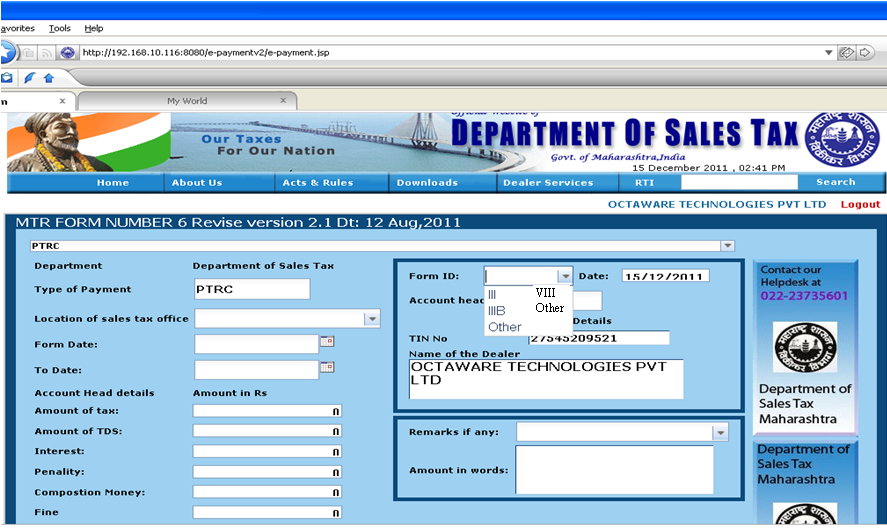 avorites Tools Help
http://192.168.10.116:8080/e-paymentv2/e-payment.jsp
m x My World x
Our Taxes
For Our Nation
DEPARTMENT OF SALES TAX
Govt. of Maharashtra,India
15 December 2011 , 02:41 PM
Home About Us Acts & Rules Downloads Dealer Services RTI Search
OCTAWARE TECHNOLOGIES PVT LTD Logout
MTR FORM NUMBER 6 Revise version 2.1 Dt: 12 Aug,2011
PTRC
Department Department of Sales Tax
Type of Payment PTRC
Location of sales tax office
Form Date:
To Date:
Account Head details Amount in Rs
Amount of tax: 0
Amount of TDS: 0
Interest: 0
Penality: 0
Compostion Money: 0
Fine 0
Form ID: Date: 15/12/2011
III VIII
IIIB Other
Other
Account head
Details
TIN No 27545209521
Name of the Dealer
OCTAWARE TECHNOLOGIES PVT
LTD
Remarks if any:
Amount in words:
Contact our
Helpdesk at
022-23735601
Department of
Sales Tax
Maharashtra
Department of
Sales Tax
Maharashtra